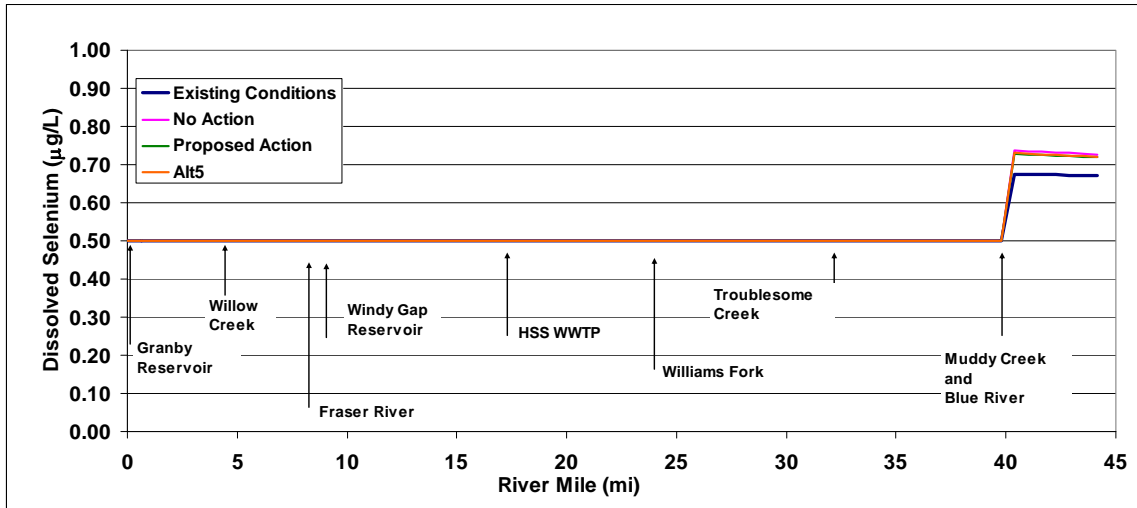 1.00
0.90
0.80
0.70
0.60
0.50
0.40
0.30
0.20
0.10
0.00
Dissolved Selenium (µg/L)
Existing Conditions
No Action
Proposed Action
Alt5
Granby
Reservoir
Willow
Creek
Fraser River
Windy Gap
Reservoir
HSS WWTP
Williams Fork
Troublesome
Creek
Muddy Creek
and
Blue River
0 5 10 15 20 25 30 35 40 45
River Mile (mi)